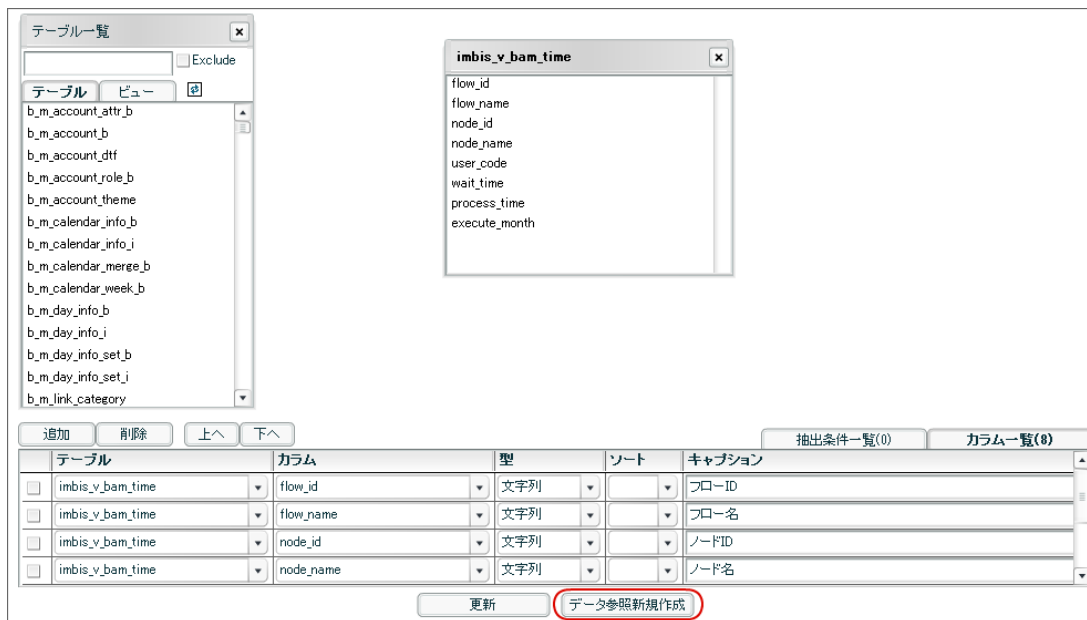 テーブル一覧
Exclude
テーブル ビュー
b_m_account_attr_b
b_m_account_b
b_m_account_dtf
b_m_account_role_b
b_m_account_theme
b_m_calendar_info_b
b_m_calendar_info_i
b_m_calendar_merge_b
b_m_calendar_week_b
b_m_day_info_b
b_m_day_info_i
b_m_day_info_set_b
b_m_day_info_set_i
b_m_link_category
imbis_v_bam_time
flow_id
flow_name
node_id
node_name
user_code
wait_time
process_time
execute_month
追加 削除 上へ 下へ 抽出条件一覧(0) カラム一覧(8)
テーブル カラム 型 ソート キャプション
imbis_v_bam_time flow_id 文字列 フローID
imbis_v_bam_time flow_name 文字列 フロー名
imbis_v_bam_time node_id 文字列 ノードID
imbis_v_bam_time node_name 文字列 ノード名
更新 データ参照新規作成